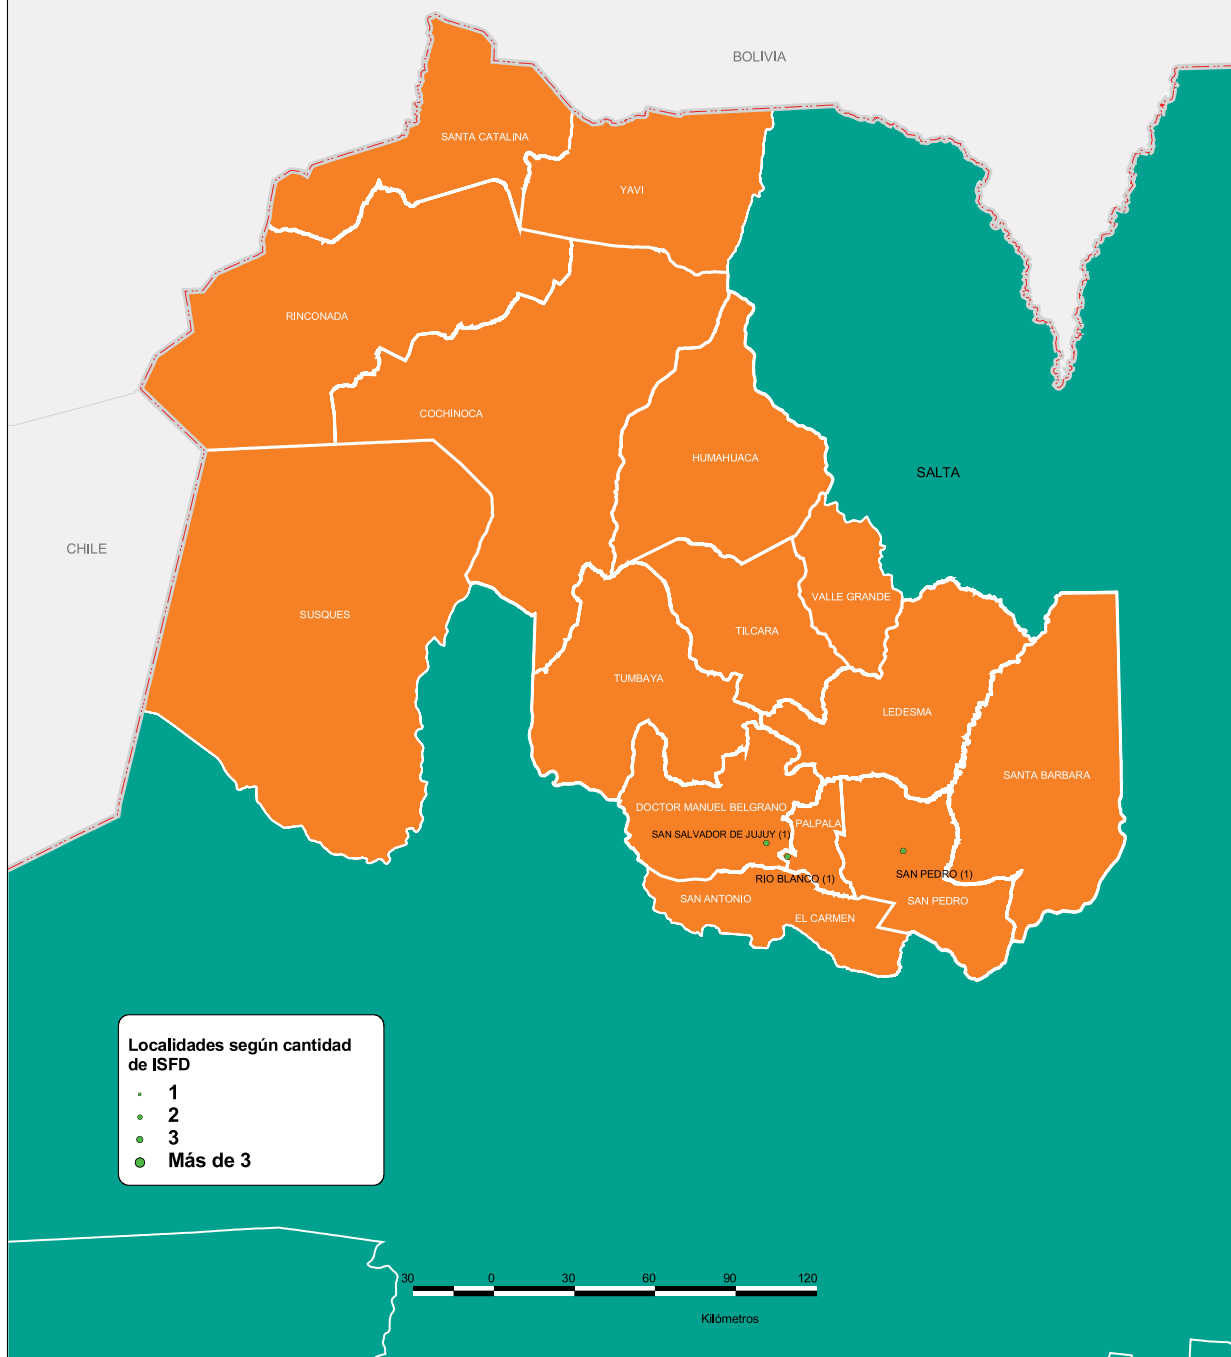 BOLIVIA
SANTA CATALINA
YAVI
RINCONADA
COCHINOCA
HUMAHUACA
SALTA
CHILE
SUSQUES
VALLE GRANDE
TILCARA
TUMBAYA
LEDESMA
SANTA BARBARA
DOCTOR MANUEL BELGRANO
PALPALA
SAN SALVADOR DE JUJUY (1)
SAN PEDRO (1)
RIO BLANCO (1)
SAN ANTONIO
SAN PEDRO
EL CARMEN
Localidades según cantidad
de ISFD
1
2
3
Más de 3
30 0 30 60 90 120
Kilómetros